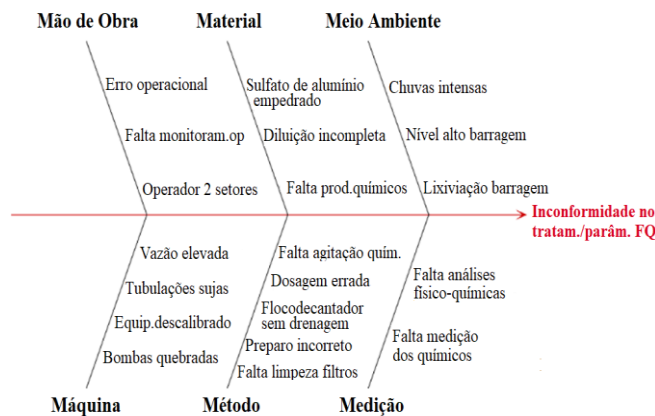 Mão de Obra
Material
Meio Ambiente
Erro operacional
Falta monitoram.op
Operador 2 setores
Sulfato de alumínio
empedrado
Diluição incompleta
Falta prod.químicos
Chuvas intensas
Nível alto barragem
Lixiviação barragem
Inconformidade no
tratam./parâm. FQ
Vazão elevada
Tubulações sujas
Equip.descalibrado
Bombas quebradas
Falta agitação quím.
Dosagem errada
Flocodecantador
sem drenagem
Preparo incorreto
Falta limpeza filtros
Falta análises
físico-químicas
Falta medição
dos químicos
Máquina
Método
Medição